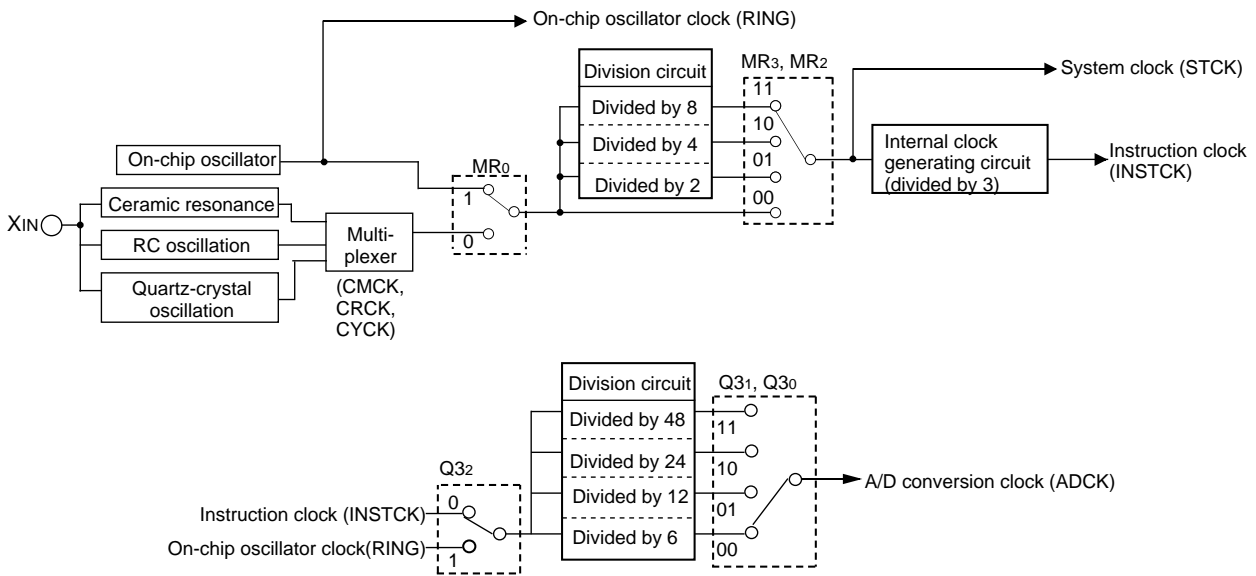 On-chip oscillator clock (RING)
Division circuit
MR3, MR2
System clock (STCK)
Divided by 8
11
Divided by 4
10
On-chip oscillator
MR0
Divided by 2
01
Internal clock
generating circuit
(divided by 3)
Instruction clock
(INSTCK)
Ceramic resonance
1
00
XIN
RC oscillation
Multi-
plexer
0
Quartz-crystal
oscillation
(CMCK,
CRCK,
CYCK)
Division circuit
Q31, Q30
Divided by 48
11
Divided by 24
10
Q32
A/D conversion clock (ADCK)
Divided by 12
01
Instruction clock (INSTCK)
0
Divided by 6
00
On-chip oscillator clock(RING)
1